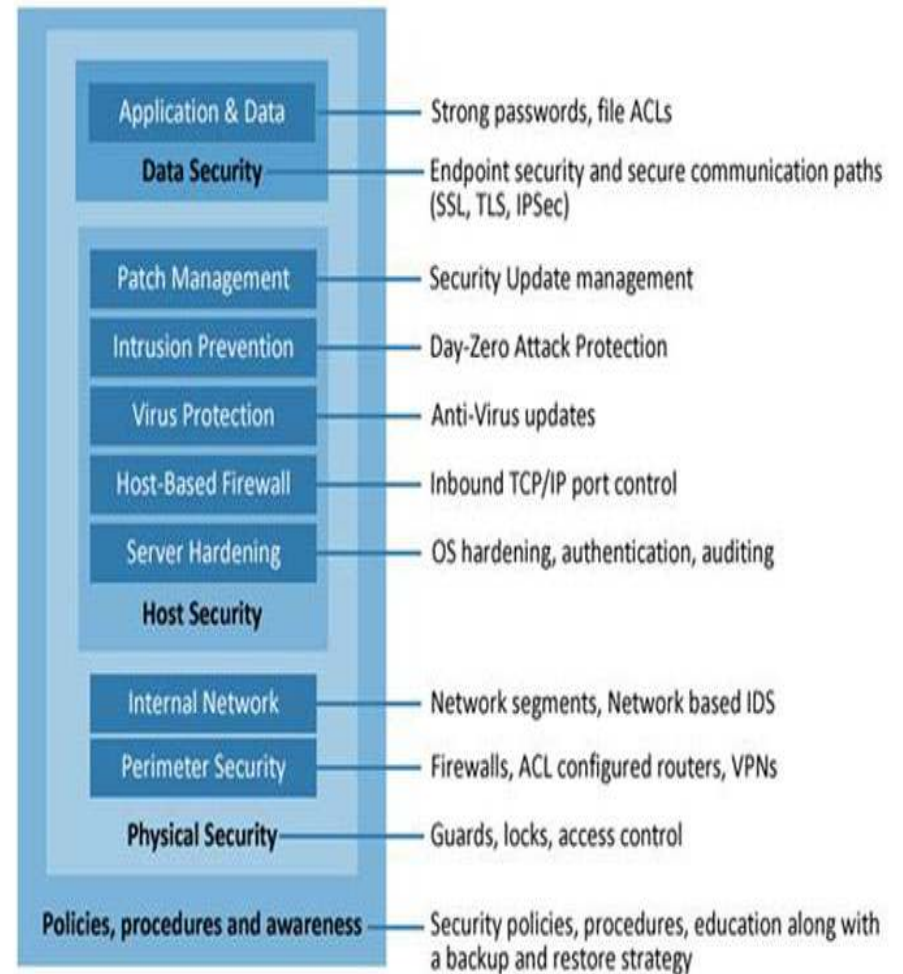 Application & Data
Strong passwords, file ACLs
Data Security
Endpoint security and secure communication paths
(SSL, TLS, IPSec)
Patch Management
Security Update management
Intrusion Prevention
Day-Zero Attack Protection
Virus Protection
Anti-Virus updates
Host-Based Firewall
Inbound TCP/IP port control
Server Hardening
OS hardening, authentication, auditing
Host Security
Internal Network
Network segments, Network based IDS
Perimeter Security
Firewalls, ACL configured routers, VPNs
Physical Security
Guards, locks, access control
Policies, procedures and awareness
Security policies, procedures, education along with
a backup and restore strategy